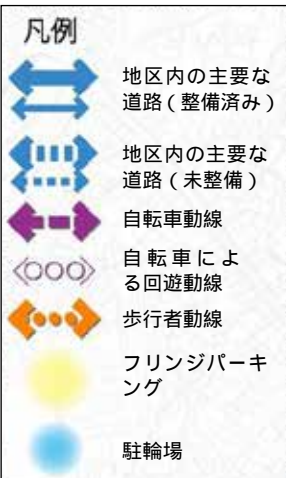 凡例
地区内の主要な
道路(整備済み)
地区内の主要な
道路(未整備)
自転車動線
自転車によ
る回遊動線
歩行者動線
フリンジパーキ
ング
駐輪場